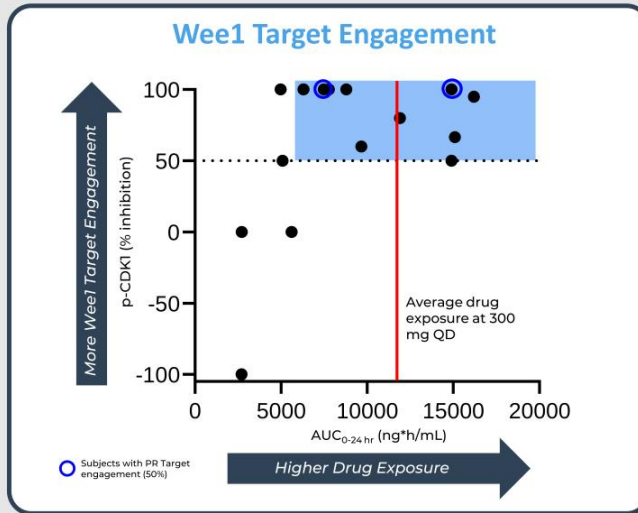 Wee1 Target Engagement
More Wee1 Target Engagement
p-CDK1 (% inhibition)
100
50
0
-50
-100
Average drug
exposure at 300
mg QD
0
5000
10000
15000
20000
AUC0-24 hr (ng*h/mL)
Subjects with PR Target
engagement (50%)
Higher Drug Exposure